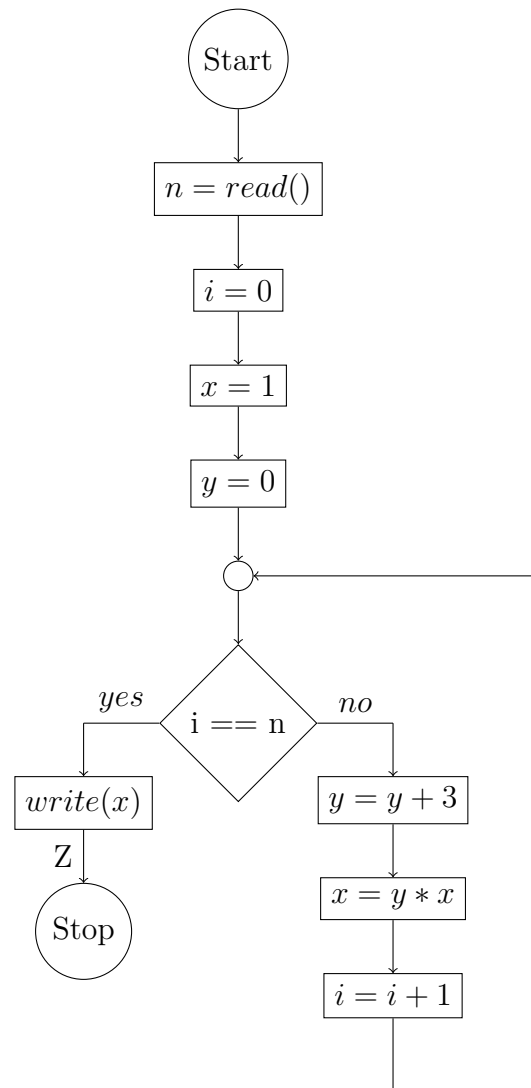 Start
n = read()
i = 0
x = 1
y = 0
i == n
yes
no
write(x)
y = y + 3
Z
x = y * x
Stop
i = i + 1